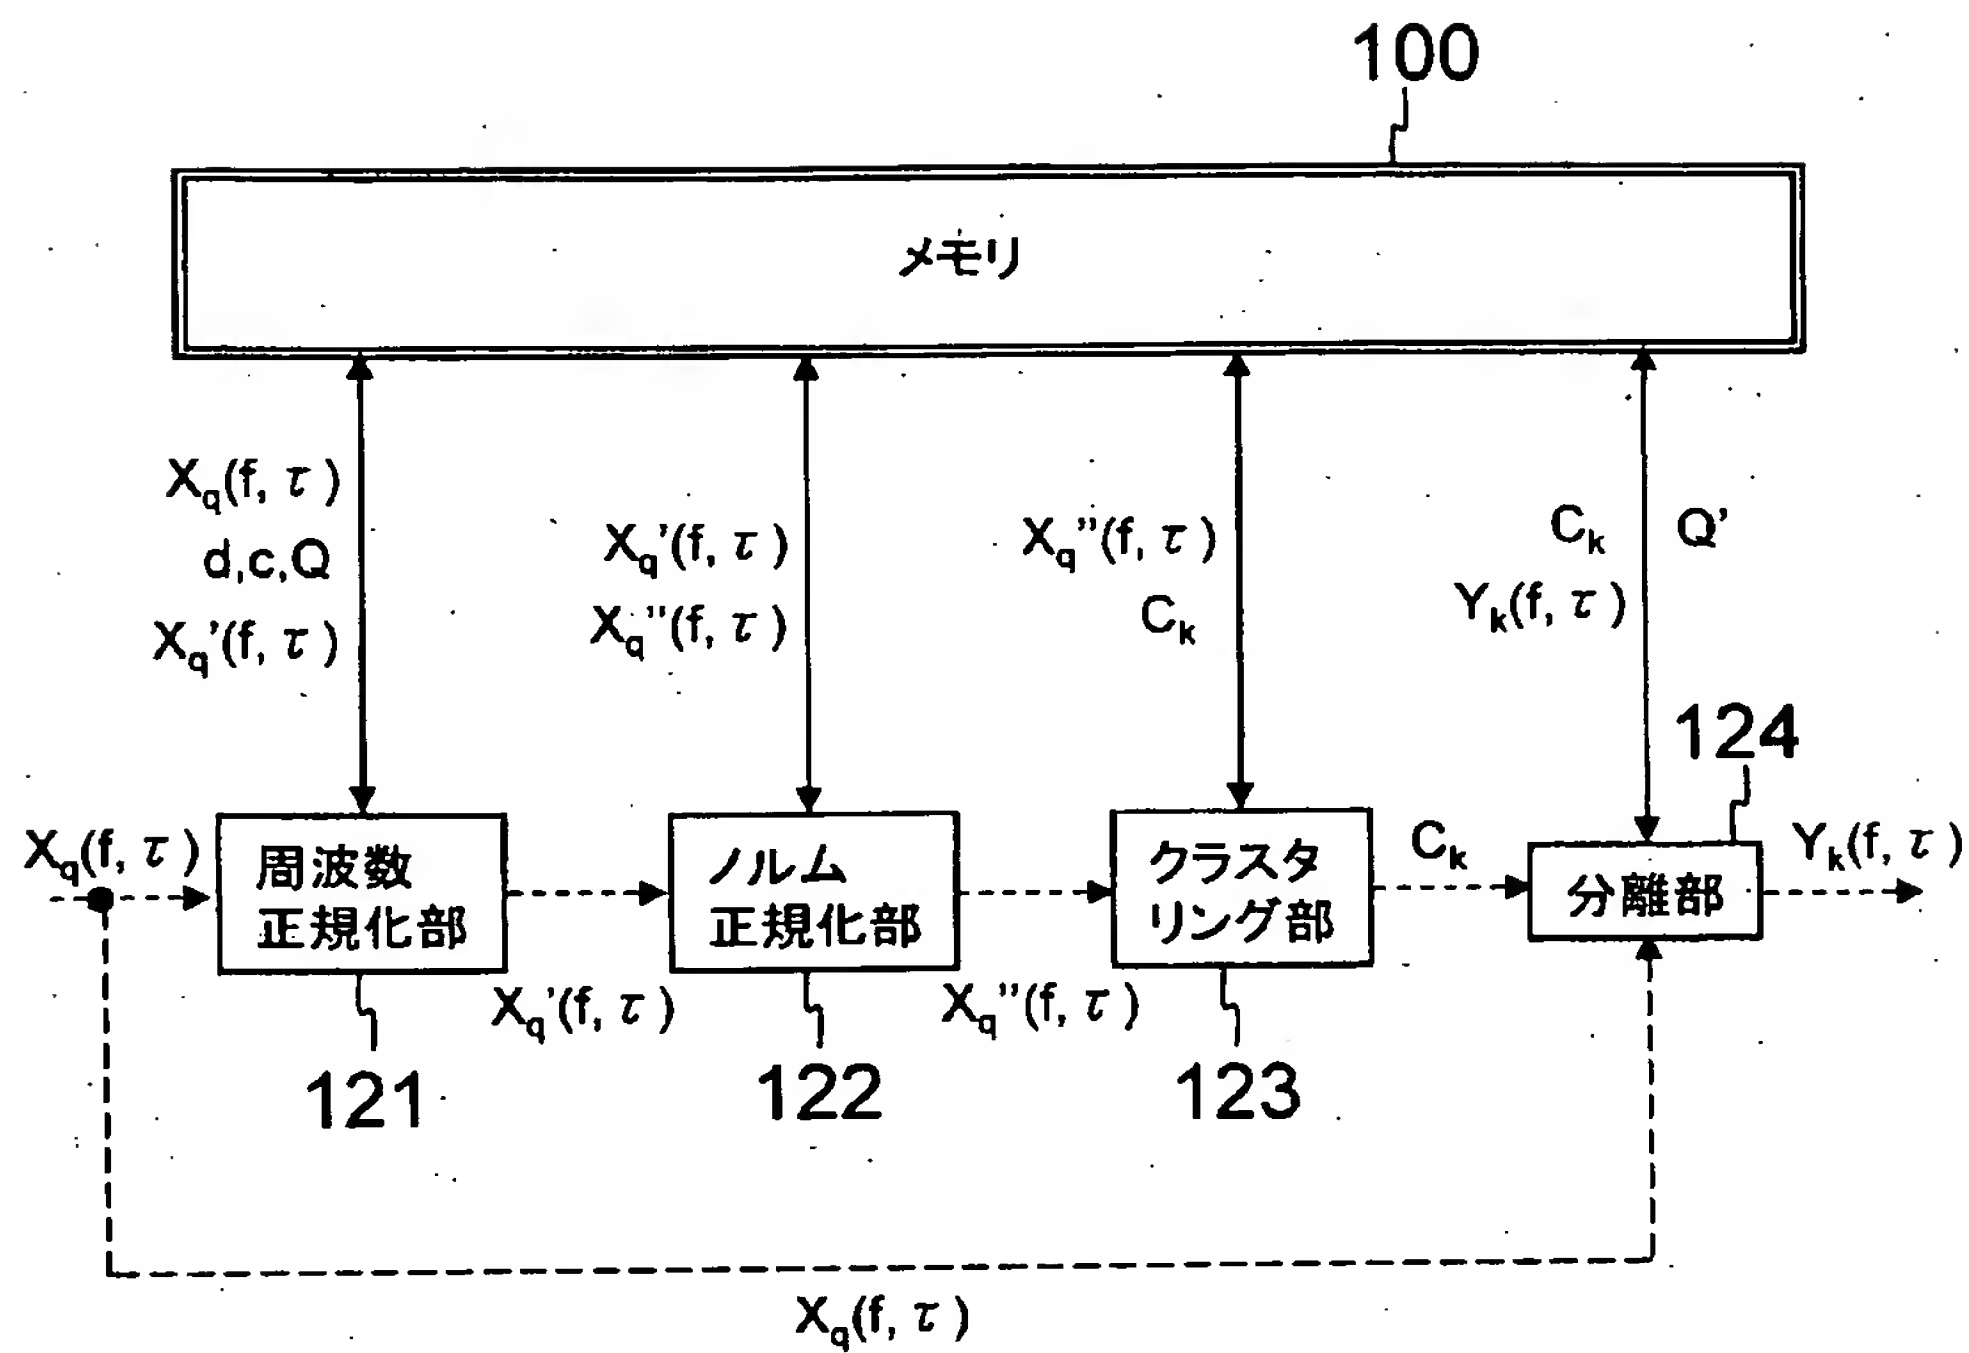 100
メモリ
Xq(f, τ)
d,c,Q
Xq'(f, τ)
Xq'(f, τ)
Xq''(f, τ)
Xq''(f, τ)
Ck
Ck
Q'
Yk(f, τ)
124
Xq(f, τ)
周波数
正規化部
ノルム
正規化部
クラスタ
リング部
Ck
分離部
Yk(f, τ)
Xq'(f, τ)
Xq''(f, τ)
121
122
123
Xq(f, τ)